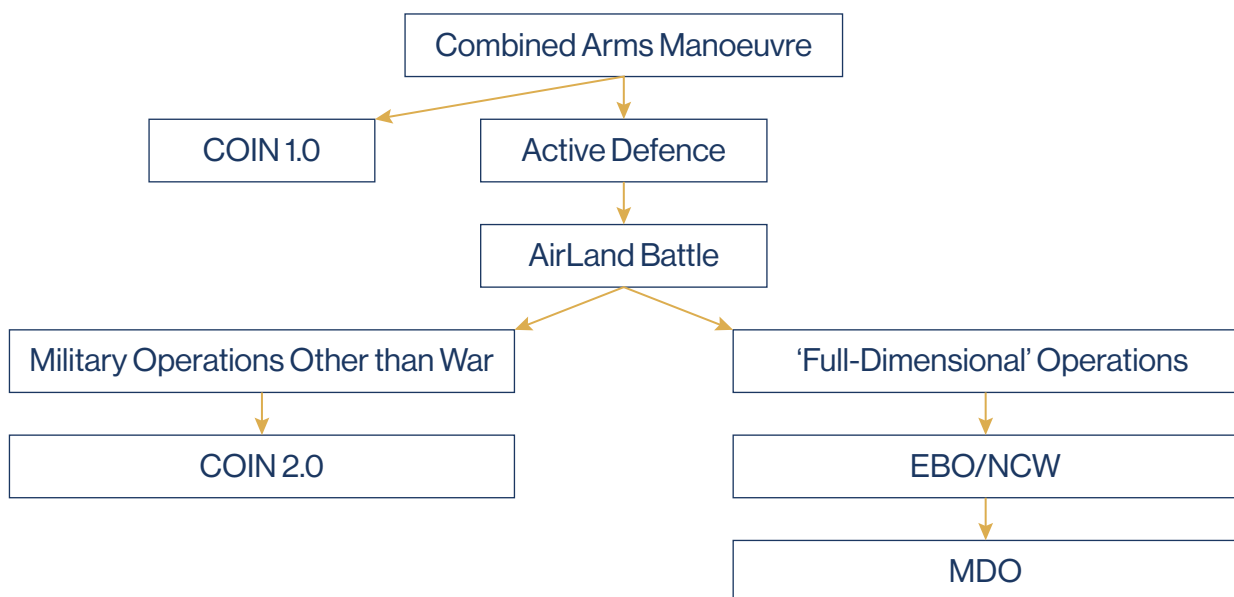 Combined Arms Manoeuvre
COIN 1.0
Active Defence
AirLand Battle
Military Operations Other than War
‘Full-Dimensional’ Operations
COIN 2.0
EBO/NCW
MDO